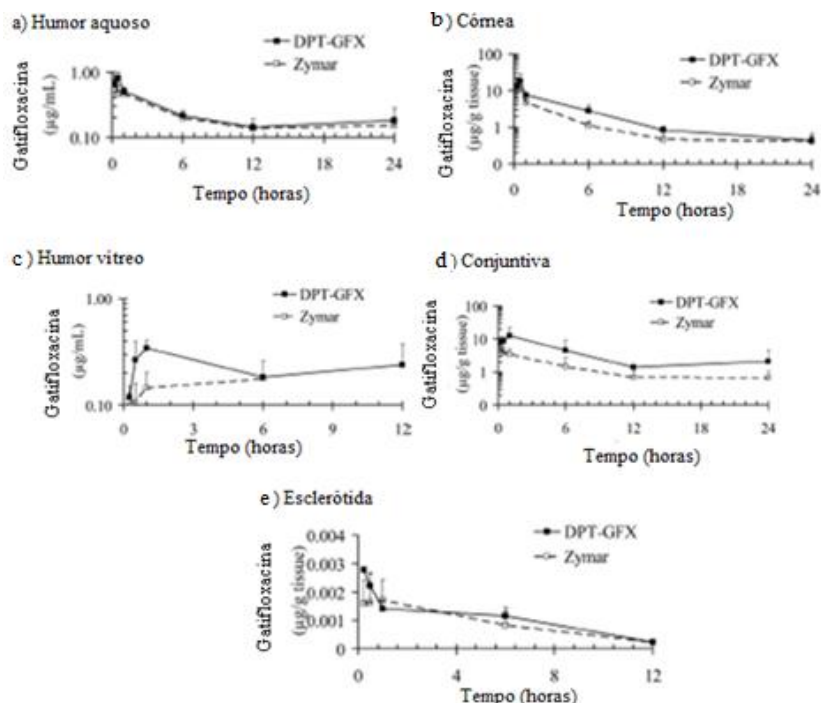 a) Humor aquoso
DPT-GFX
Zymar
Gatifloxacina
(µg/mL)
1.00
0.10
0
6
12
18
24
Tempo (horas)
b) Córnea
DPT-GFX
Zymar
Gatifloxacina
(µg/g tissue)
100
10
1
0
0
6
12
18
24
Tempo (horas)
c) Humor vítreo
DPT-GFX
Zymar
Gatifloxacina
(µg/mL)
1.00
0.10
0
3
6
9
12
Tempo (horas)
d) Conjuntiva
DPT-GFX
Zymar
Gatifloxacina
(µg/g tissue)
100
10
1
0
0
6
12
18
24
Tempo (horas)
e) Esclerótida
DPT-GFX
Zymar
Gatifloxacina
(µg/g tissue)
0.004
0.003
0.002
0.001
0
0
4
8
12
Tempo (horas)